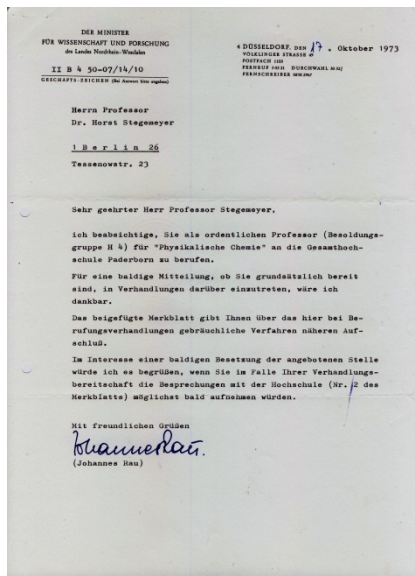 DER MINISTER
FÜR WISSENSCHAFT UND FORSCHUNG
des Landes Nordrhein-Westfalen
II B 4 50-07/14/10
GESCHÄFTS-ZEICHEN (Bei Antwort bitte angeben)
4 DÜSSELDORF, DEN 17. Oktober 1973
VÖLKLINGER STRASSE 49
POSTFACH 1103
FERNRUF DURCHWAHL
FERNSCHREIBER
Herrn Professor
Dr. Horst Stegemeyer
1 Berlin 26
Tessenowstr. 23
Sehr geehrter Herr Professor Stegemeyer,
ich beabsichtige, Sie als ordentlichen Professor (Besoldungs-
gruppe H 4) für "Physikalische Chemie" an die Gesamthoch-
schule Paderborn zu berufen.
Für eine baldige Mitteilung, ob Sie grundsätzlich bereit
sind, in Verhandlungen darüber einzutreten, wäre ich
dankbar.
Das beigefügte Merkblatt gibt Ihnen über das hier bei Be-
rufungsverhandlungen gebräuchliche Verfahren näheren Auf-
schluß.
Im Interesse einer baldigen Besetzung der angebotenen Stelle
würde ich es begrüßen, wenn Sie im Falle Ihrer Verhandlungs-
bereitschaft die Besprechungen mit der Hochschule (Nr. 2 des
Merkblatts) möglichst bald aufnehmen würden.
Mit freundlichen Grüßen
Johannes Rau.
(Johannes Rau)